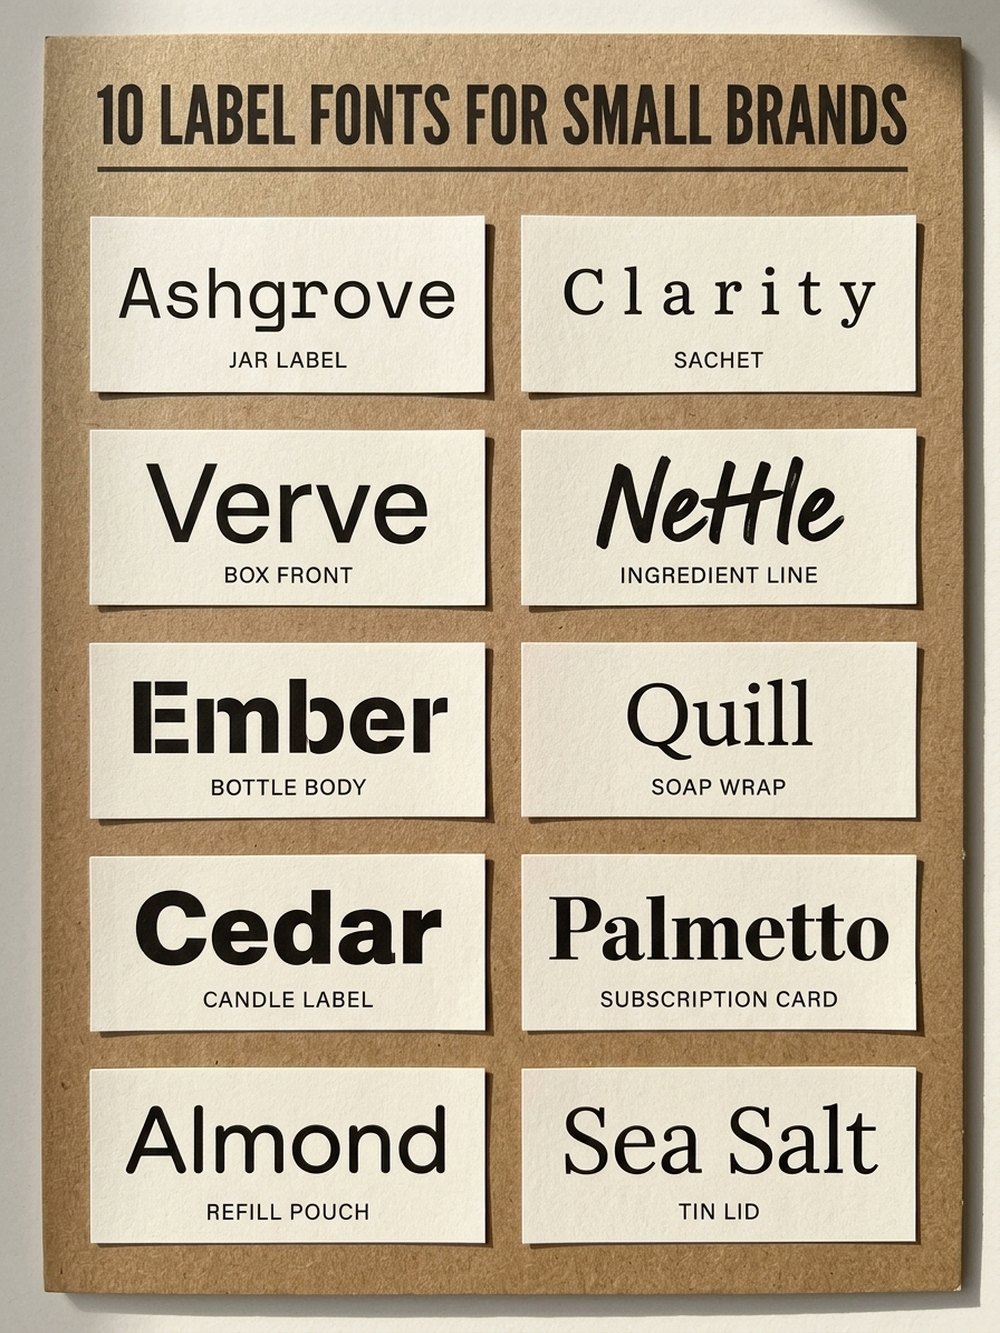 10 LABEL FONTS FOR SMALL BRANDS
Ashgrove
JAR LABEL
Clarity
SACHET
Verve
BOX FRONT
Nettle
INGREDIENT LINE
Ember
BOTTLE BODY
Quill
SOAP WRAP
Cedar
CANDLE LABEL
Palmetto
SUBSCRIPTION CARD
Almond
REFILL POUCH
Sea Salt
TIN LID